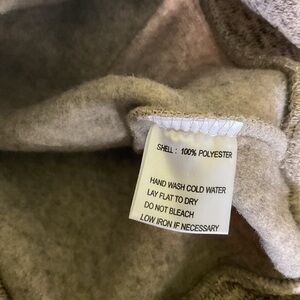 SHELL : 100% POLYESTER
HAND WASH COLD WATER
LAY FLAT TO DRY
DO NOT BLEACH
LOW IRON IF NECESSARY